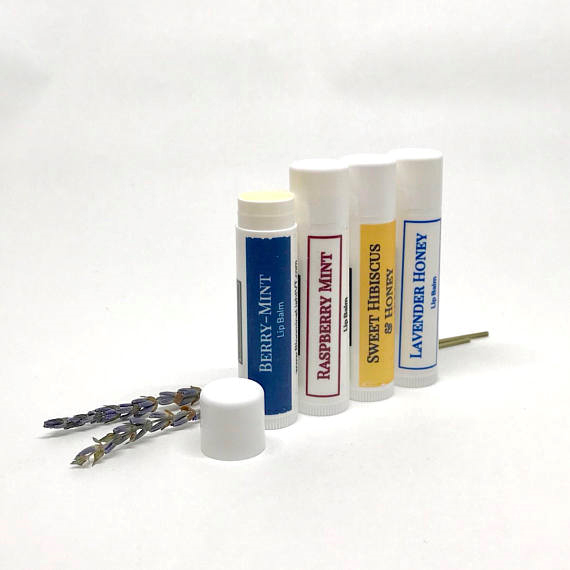 BERRY-MINT
Lip Balm
RASPBERRY MINT
Lip Balm
SWEET HIBISCUS
& HONEY
LAVENDER HONEY
Lip Balm